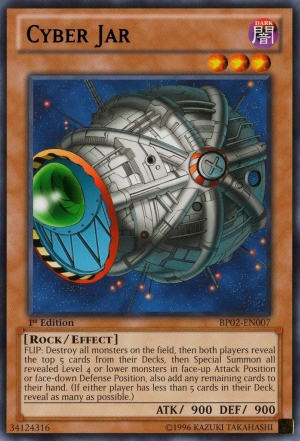 CYBER JAR
DARK
闇
1st Edition
BP02-EN007
[ROCK/EFFECT]
FLIP: Destroy all monsters on the field, then both players reveal
the top 5 cards from their Decks, then Special Summon all
revealed Level 4 or lower monsters in face-up Attack Position
or face-down Defense Position, also add any remaining cards to
their hand. (If either player has less than 5 cards in their Deck,
reveal as many as possible.)
ATK/ 900 DEF/ 900
34124316
©1996 KAZUKI TAKAHASHI